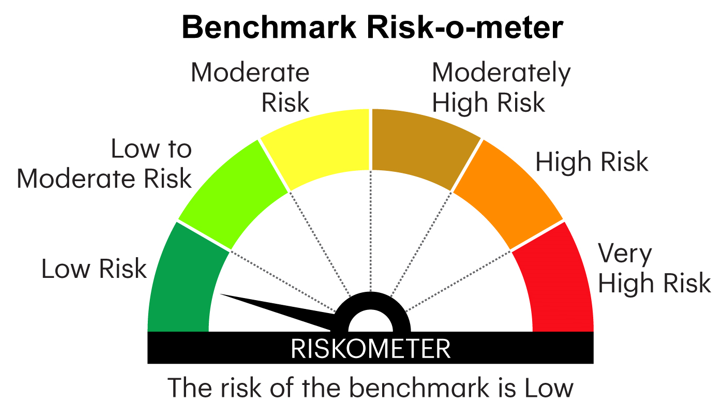 Benchmark Risk-o-meter
Moderate
Risk
Moderately
High Risk
Low to
Moderate Risk
High Risk
Low Risk
Very
High Risk
RISKOMETER
The risk of the benchmark is Low